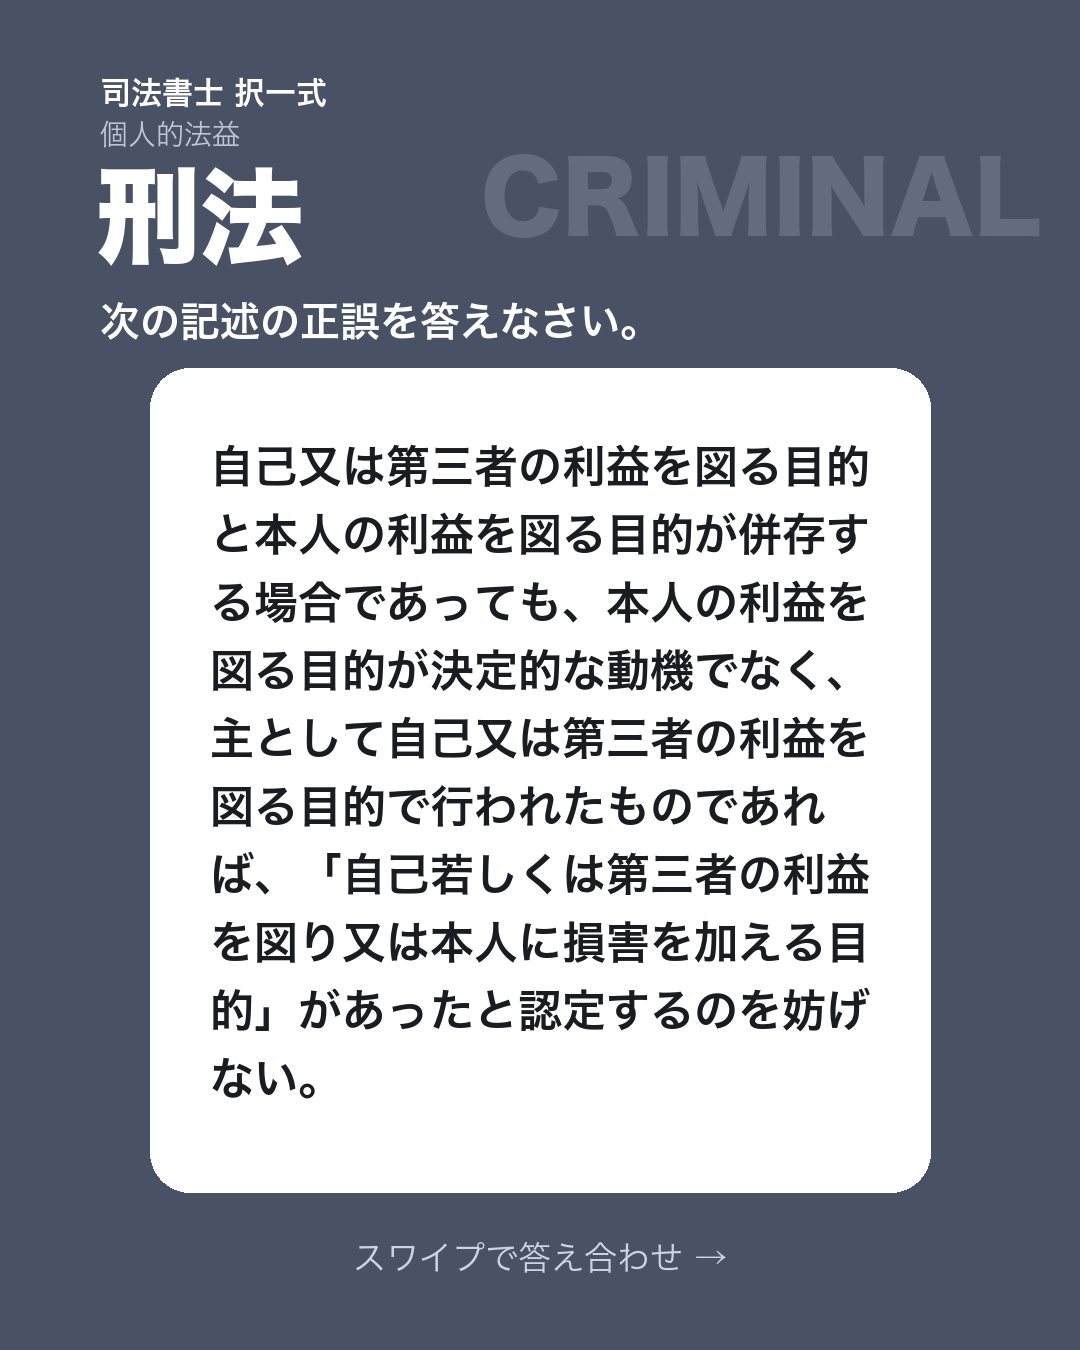 司法書士 択一式
個人的法益
刑法
CRIMINAL
次の記述の正誤を答えなさい。
自己又は第三者の利益を図る目的
と本人の利益を図る目的が併存す
る場合であっても、本人の利益を
図る目的が決定的な動機でなく、
主として自己又は第三者の利益を
図る目的で行われたものであれ
ば、「自己若しくは第三者の利益
を図り又は本人に損害を加える目
的」があったと認定するのを妨げ
ない。
スワイプで答え合わせ →